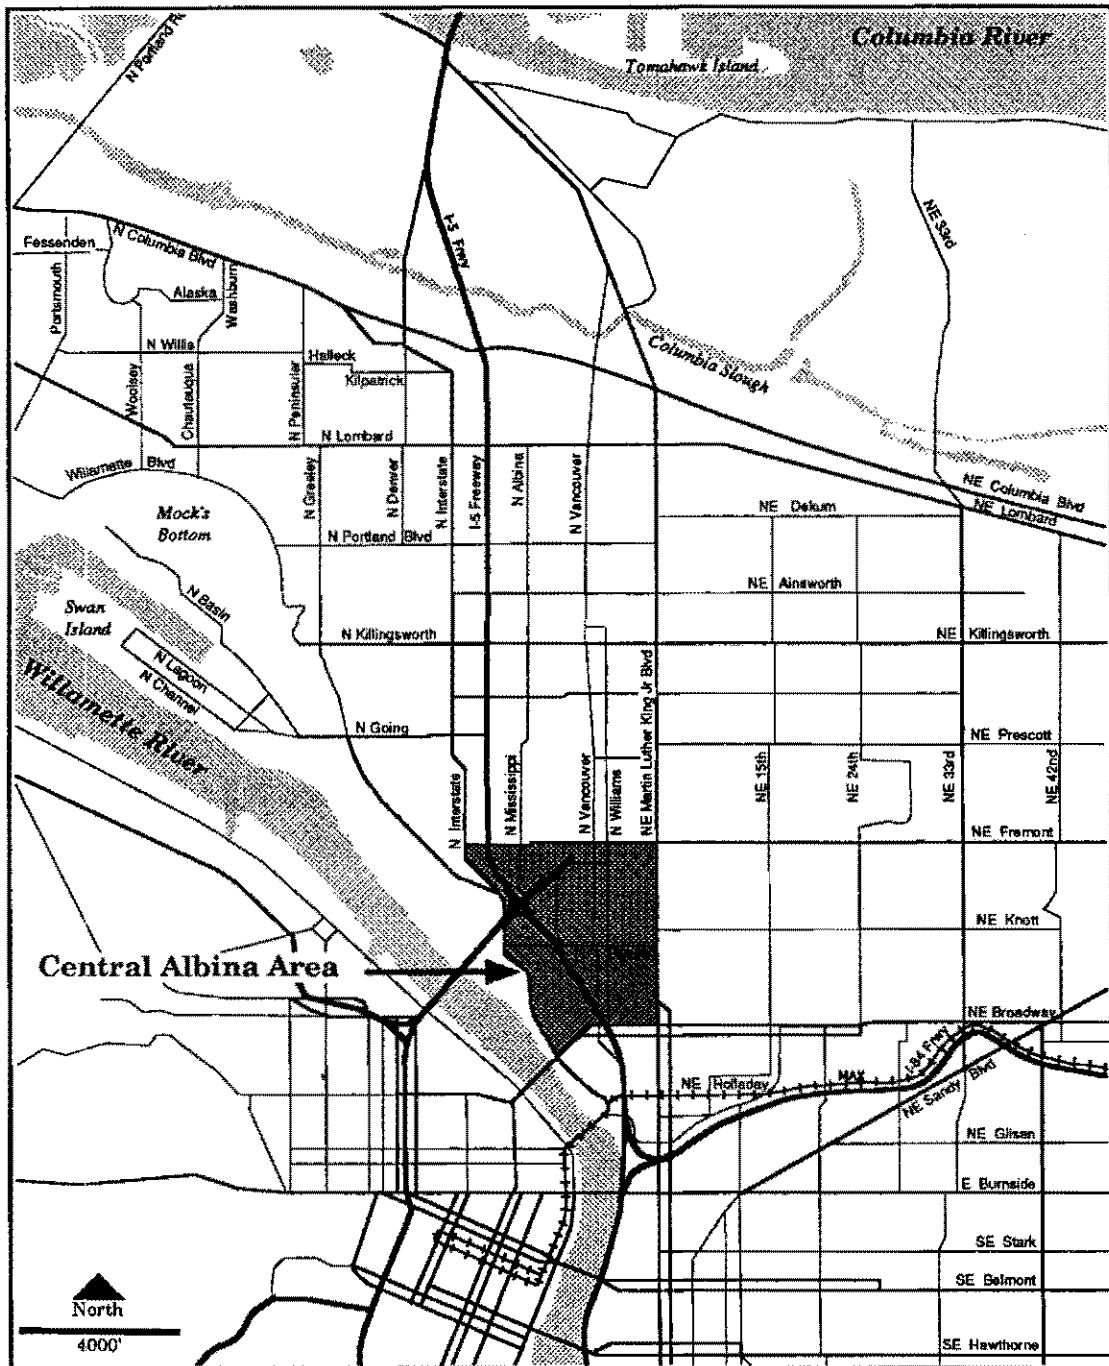 Columbia River
Tomahawk Island
N Portland R
I-5 Frwy
NE 33rd
Fessenden
N Columbia Blvd
Portsmouth
Alaska
Washburn
N Willis
Halleck
Kilpatrick
Columbia Slough
Woolsey
Chautauqua
N Peninsular
N Lombard
Willamette Blvd
N Greeley
N Denver
N Interstate
I-5 Freeway
N Albina
N Vancouver
NE Columbia Blvd
NE Lombard
NE Dekum
Mock's
Bottom
N Portland Blvd
NE Ainsworth
N Basin
Swan
Island
N Killingsworth
NE Killingsworth
N Lagoon
N Channel
Willamette River
N Going
NE Martin Luther King Jr Blvd
NE Prescott
N Interstate
N Mississippi
N Vancouver
N Williams
NE 15th
NE 24th
NE 33rd
NE 42nd
NE Fremont
NE Knott
Central Albina Area
NE Broadway
I-84 Frwy
NE Holladay
MAX
NE Sandy Blvd
NE Glisan
E Burnside
SE Stark
SE Belmont
North
4000'
SE Hawthorne